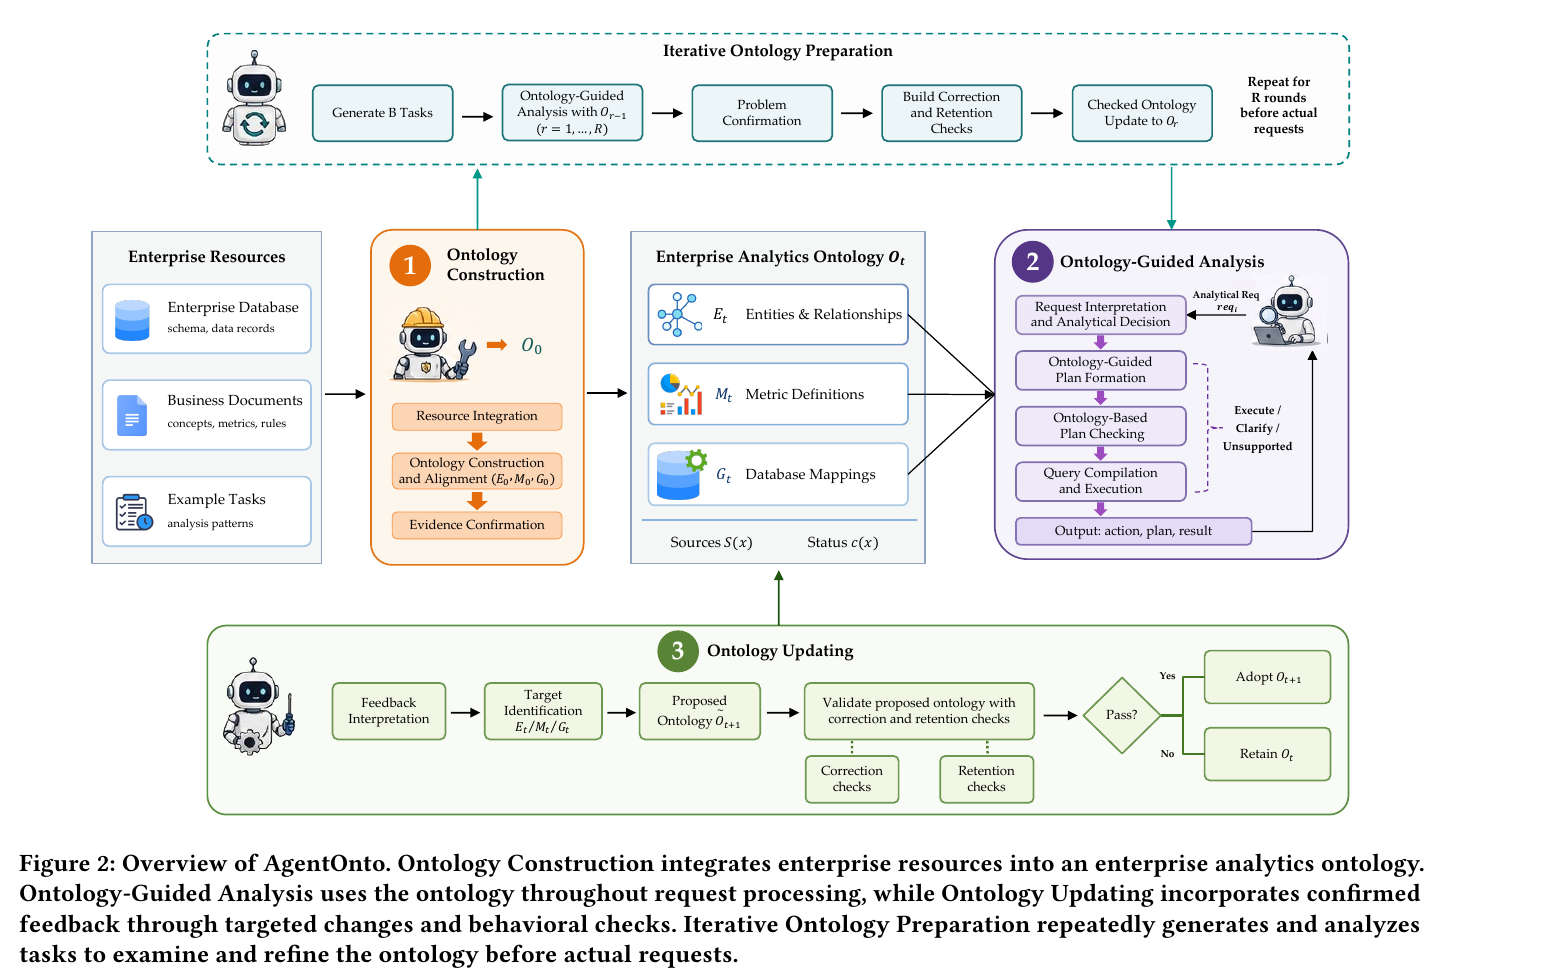 Iterative Ontology Preparation
Generate B Tasks
Ontology-Guided
Analysis with O_{r−1}
(r = 1, ..., R)
Problem
Confirmation
Build Correction
and Retention
Checks
Checked Ontology
Update to O_r
Repeat for
R rounds
before actual
requests
Enterprise Resources
Enterprise Database
schema, data records
Business Documents
concepts, metrics, rules
Example Tasks
analysis patterns
1
Ontology
Construction
O_0
Resource Integration
Ontology Construction
and Alignment (E_0, M_0, G_0)
Evidence Confirmation
Enterprise Analytics Ontology O_t
E_t Entities & Relationships
M_t Metric Definitions
G_t Database Mappings
Sources S(x) Status c(x)
2
Ontology-Guided Analysis
Analytical Req
req_i
Request Interpretation
and Analytical Decision
Ontology-Guided
Plan Formation
Ontology-Based
Plan Checking
Query Compilation
and Execution
Output: action, plan, result
Execute /
Clarify /
Unsupported
3
Ontology Updating
Feedback
Interpretation
Target
Identification
E_t/M_t/G_t
Proposed
Ontology Õ_{t+1}
Validate proposed ontology with
correction and retention checks
Correction
checks
Retention
checks
Pass?
Yes
No
Adopt O_{t+1}
Retain O_t
Figure 2: Overview of AgentOnto. Ontology Construction integrates enterprise resources into an enterprise analytics ontology.
Ontology-Guided Analysis uses the ontology throughout request processing, while Ontology Updating incorporates confirmed
feedback through targeted changes and behavioral checks. Iterative Ontology Preparation repeatedly generates and analyzes
tasks to examine and refine the ontology before actual requests.